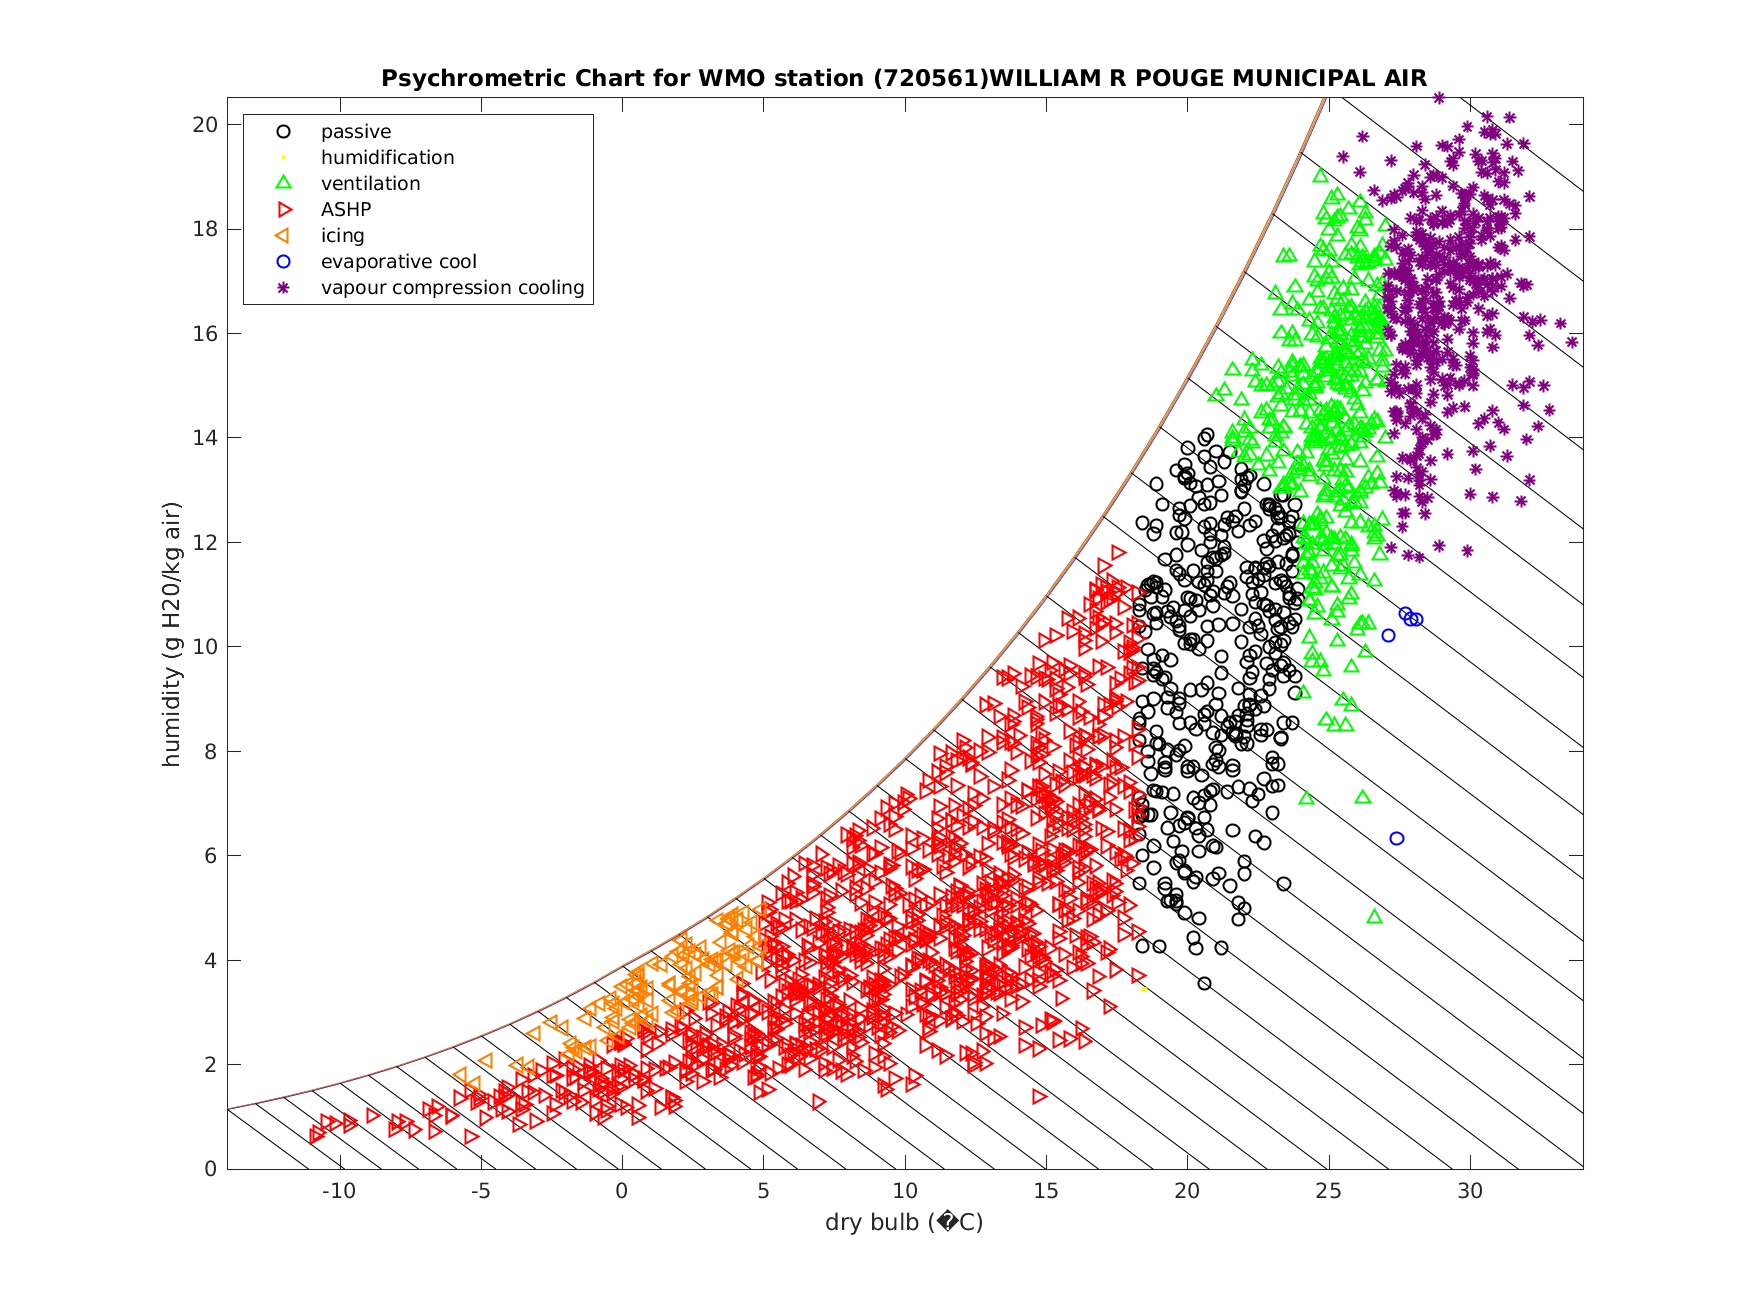 Psychrometric Chart for WMO station (720561)WILLIAM R POUGE MUNICIPAL AIR
passive
humidification
ventilation
ASHP
icing
evaporative cool
vapour compression cooling
humidity (g H20/kg air)
20
18
16
14
12
10
8
6
4
2
0
-10 -5 0 5 10 15 20 25 30
dry bulb (�C)